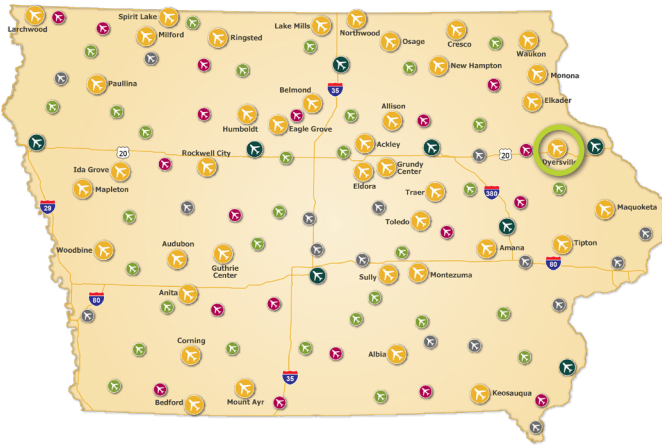 Spirit Lake
Lake Mills
Northwood
Larchwood
Milford
Ringsted
Osage
Cresco
Waukon
New Hampton
Monona
Paullina
Belmond
35
Allison
Elkader
Humboldt
Eagle Grove
Ackley
20
20
Dyersville
Rockwell City
Ida Grove
Grundy
Center
Mapleton
Eldora
Traer
380
29
Maquoketa
Toledo
Woodbine
Audubon
Guthrie
Center
Amana
Tipton
80
Sully
Montezuma
Anita
80
Corning
Albia
35
Bedford
Mount Ayr
Keosauqua